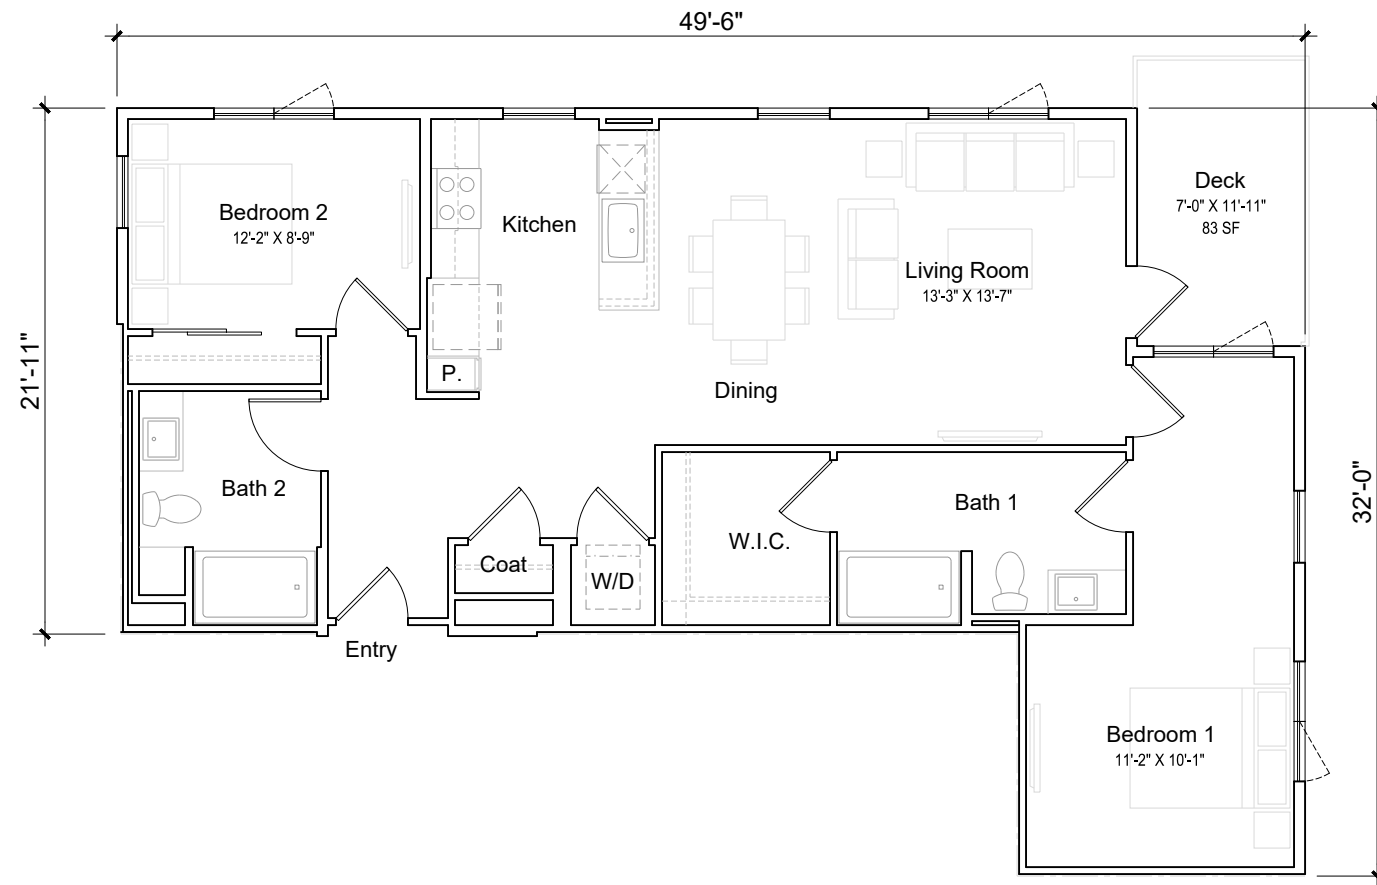 49'-6"
21'-11"
32'-0"
Bedroom 2
12'-2" X 8'-9"
Kitchen
Deck
7'-0" X 11'-11"
83 SF
Living Room
13'-3" X 13'-7"
P.
Dining
Bath 2
Bath 1
W.I.C.
Coat
W/D
Entry
Bedroom 1
11'-2" X 10'-1"